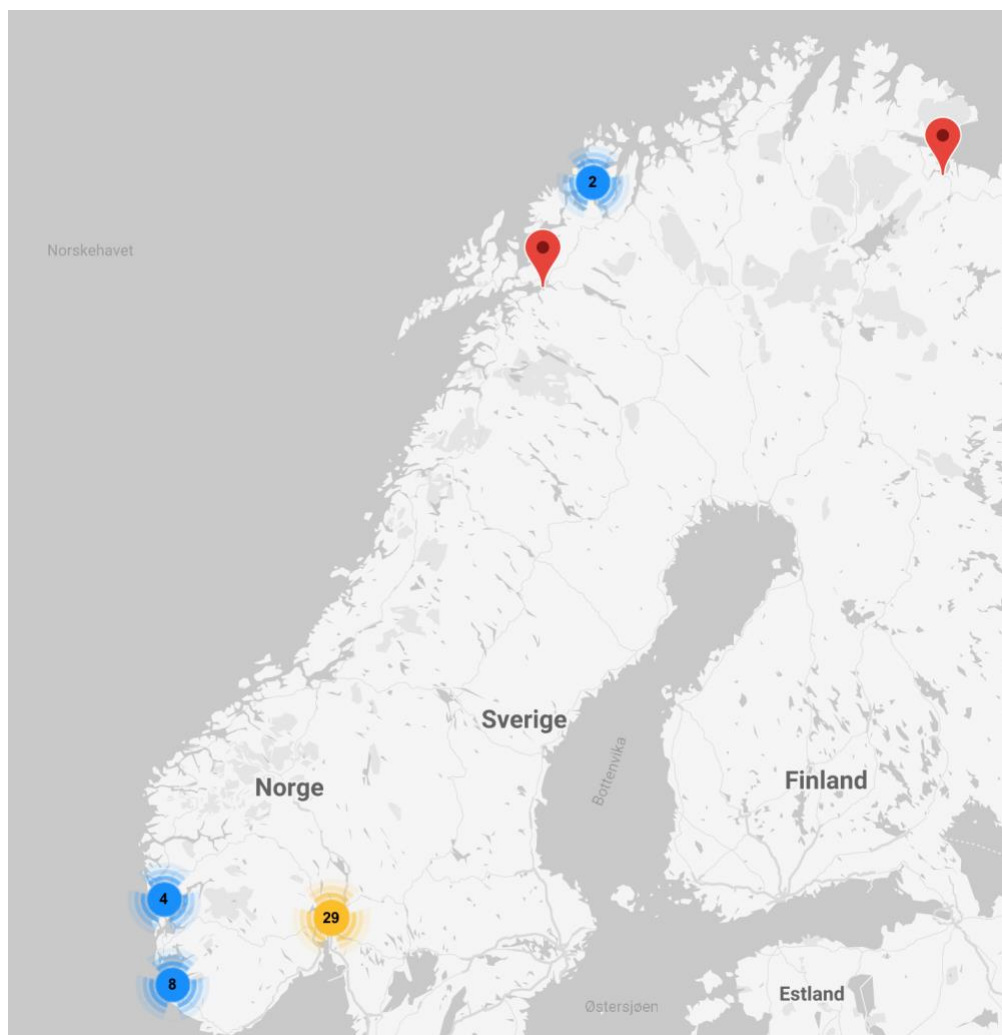 2
Norskehavet
Sverige
Bottenvika
Finland
Norge
4
29
8
Estland
Østersjøen